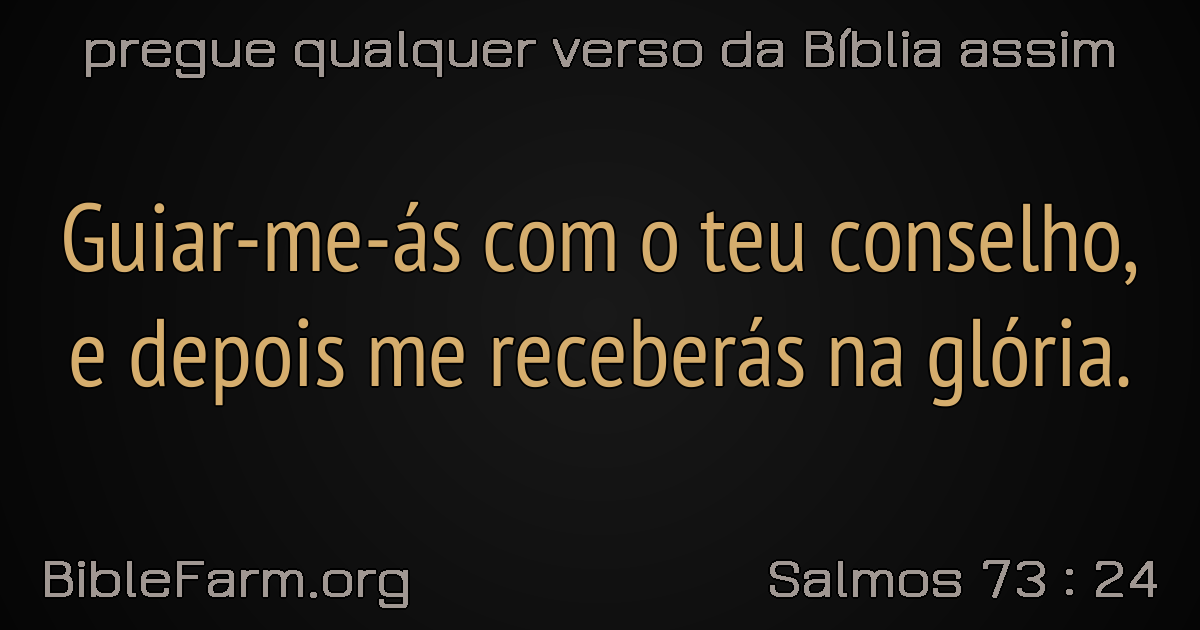 pregue qualquer verso da Bíblia assim
Guiar-me-ás com o teu conselho,
e depois me receberás na glória.
BibleFarm.org
Salmos 73 : 24